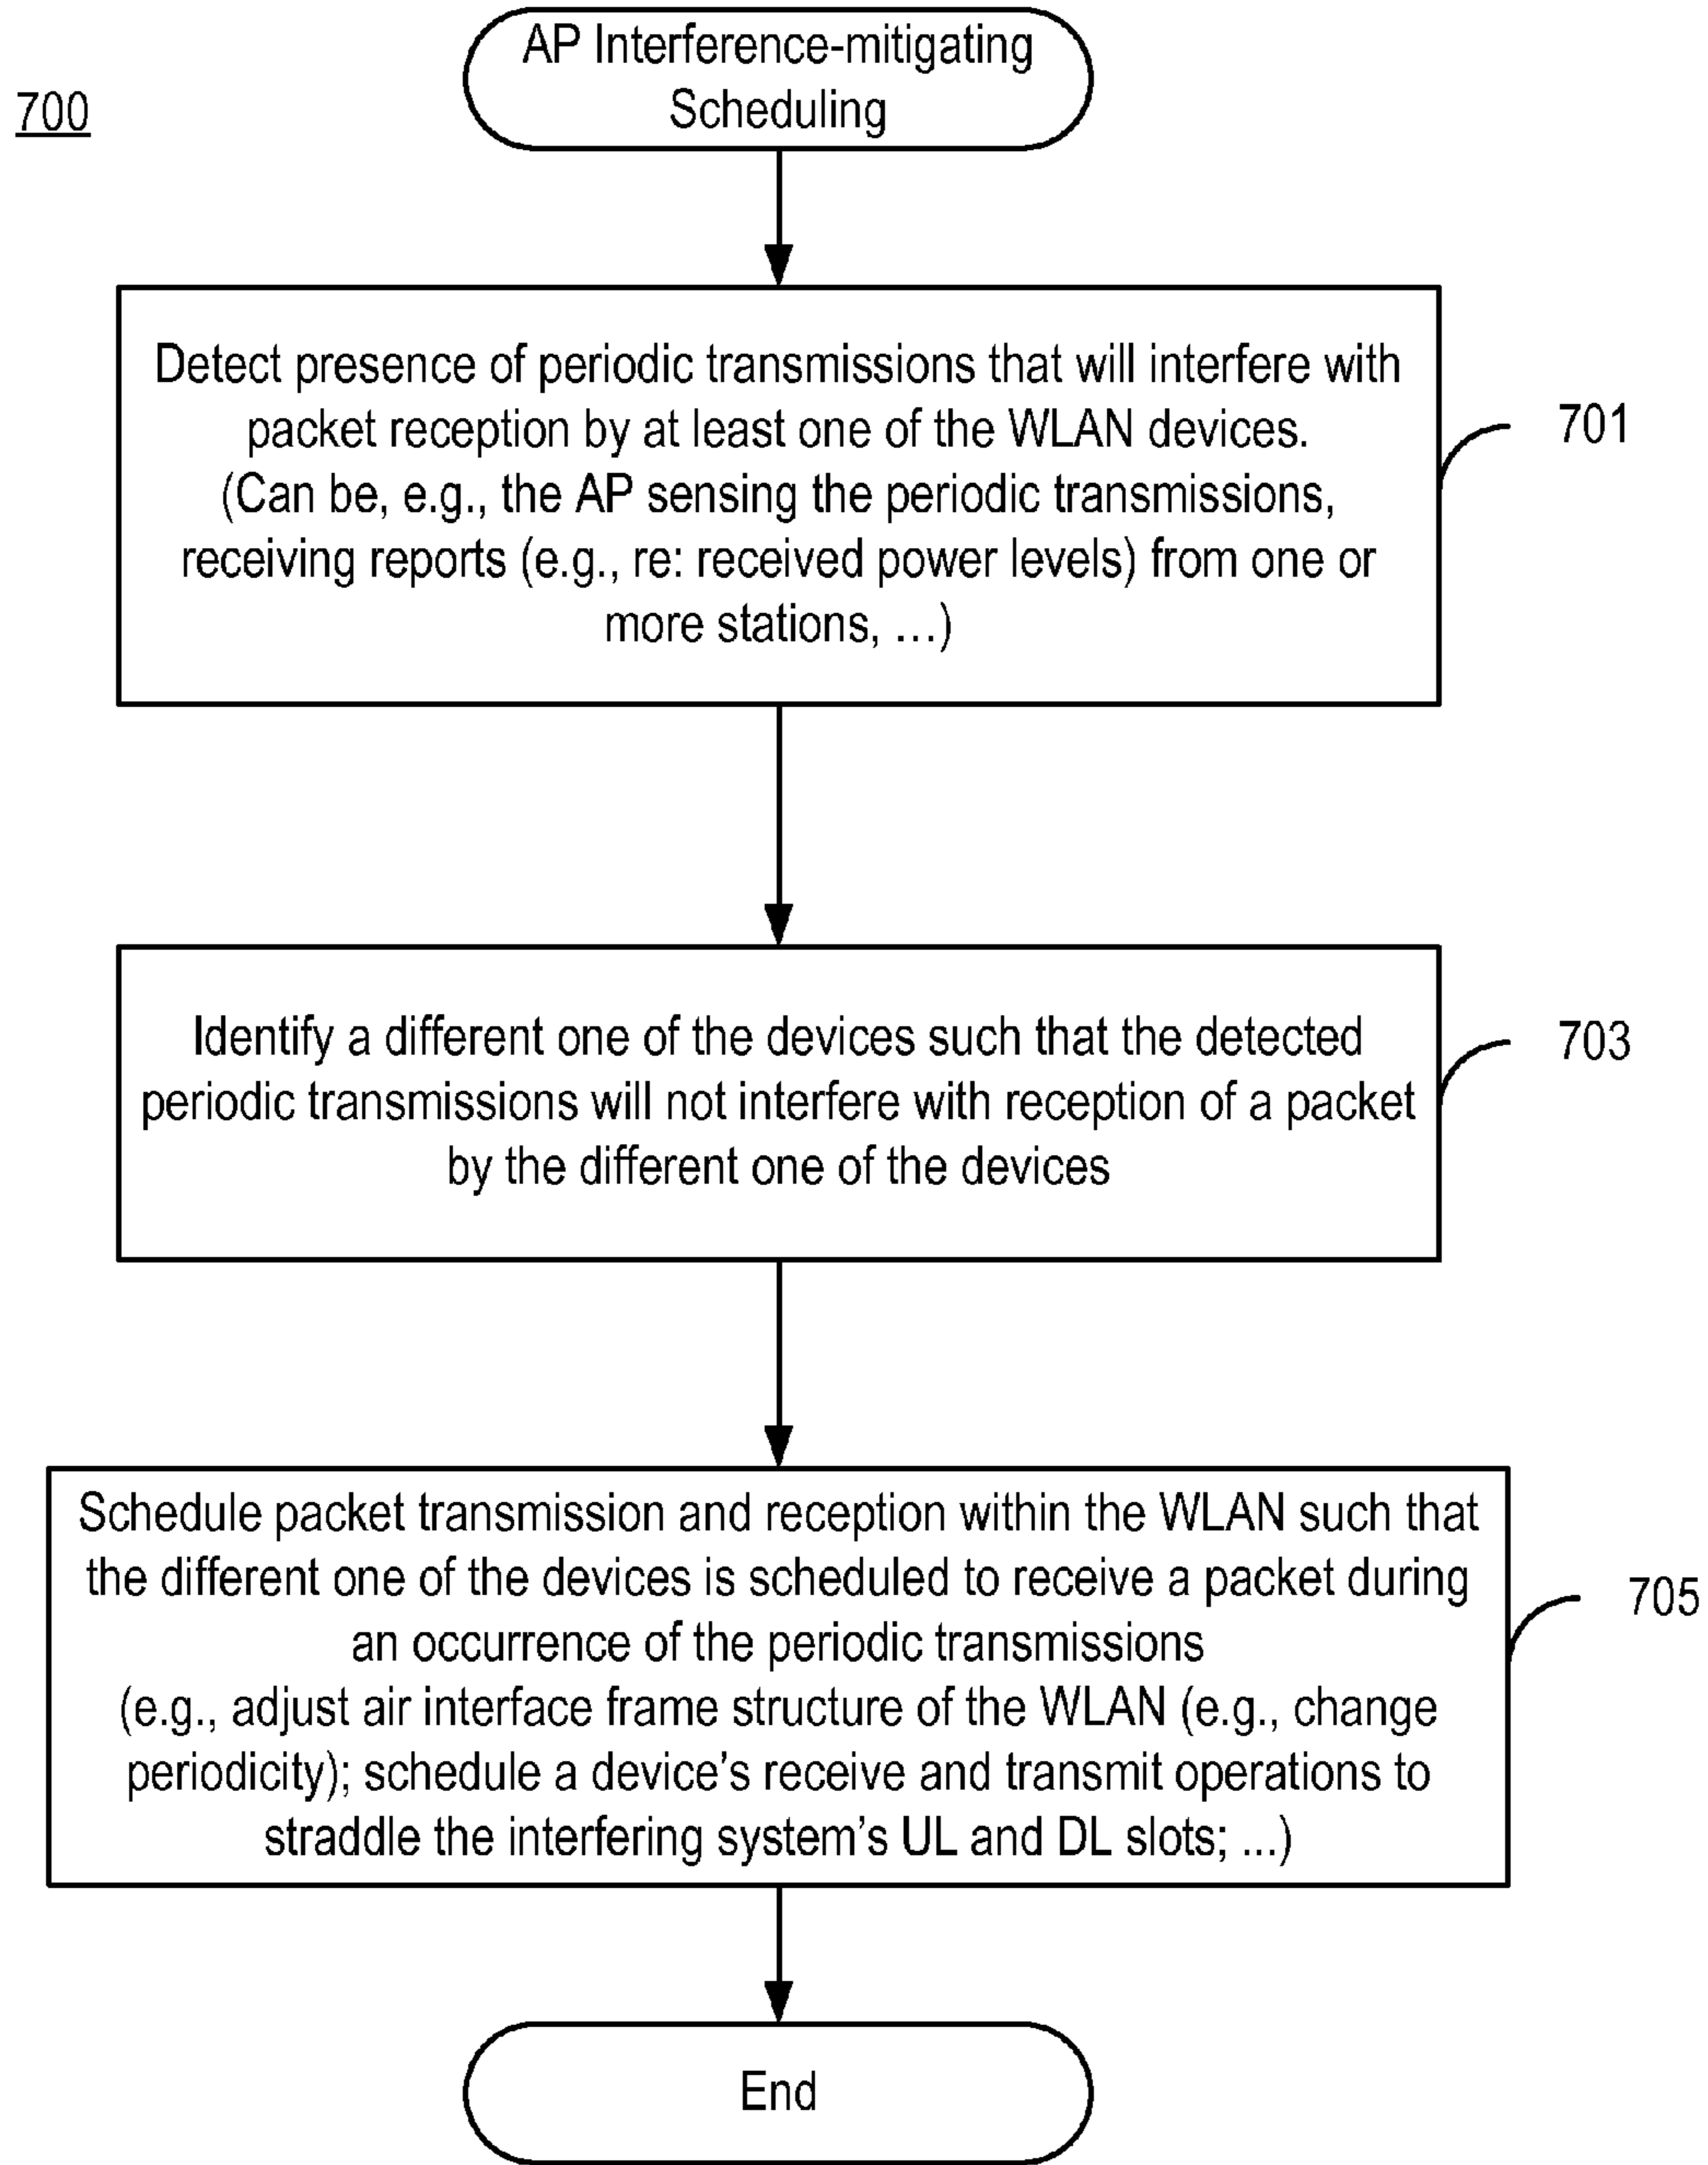 AP Interference-mitigating
Scheduling
700
Detect presence of periodic transmissions that will interfere with
packet reception by at least one of the WLAN devices.
(Can be, e.g., the AP sensing the periodic transmissions,
receiving reports (e.g., re: received power levels) from one or
more stations, …)
701
Identify a different one of the devices such that the detected
periodic transmissions will not interfere with reception of a packet
by the different one of the devices
703
Schedule packet transmission and reception within the WLAN such that
the different one of the devices is scheduled to receive a packet during
an occurrence of the periodic transmissions
(e.g., adjust air interface frame structure of the WLAN (e.g., change
periodicity); schedule a device's receive and transmit operations to
straddle the interfering system's UL and DL slots; ...)
705
End